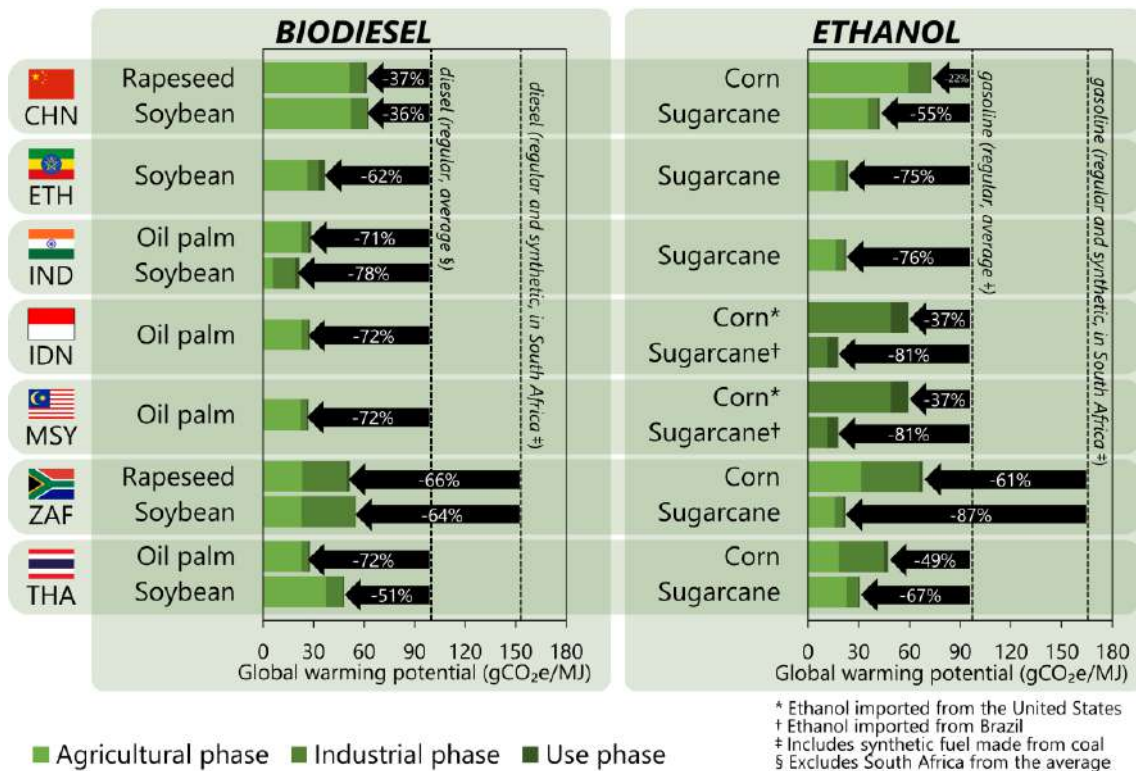 BIODIESEL
ETHANOL
CHN
Rapeseed -37%
Soybean -36%
Corn -22%
Sugarcane -55%
ETH
Soybean -62%
Sugarcane -75%
IND
Oil palm -71%
Soybean -78%
Sugarcane -76%
IDN
Oil palm -72%
Corn* -37%
Sugarcane† -81%
MSY
Oil palm -72%
Corn* -37%
Sugarcane† -81%
ZAF
Rapeseed -66%
Soybean -64%
Corn -61%
Sugarcane -87%
THA
Oil palm -72%
Soybean -51%
Corn -49%
Sugarcane -67%
diesel (regular, average §)
diesel (regular and synthetic, in South Africa ‡)
gasoline (regular, average ‡)
gasoline (regular and synthetic, in South Africa ‡)
0 30 60 90 120 150 180
Global warming potential (gCO₂e/MJ)
0 30 60 90 120 150 180
Global warming potential (gCO₂e/MJ)
* Ethanol imported from the United States
† Ethanol imported from Brazil
‡ Includes synthetic fuel made from coal
§ Excludes South Africa from the average
Agricultural phase Industrial phase Use phase